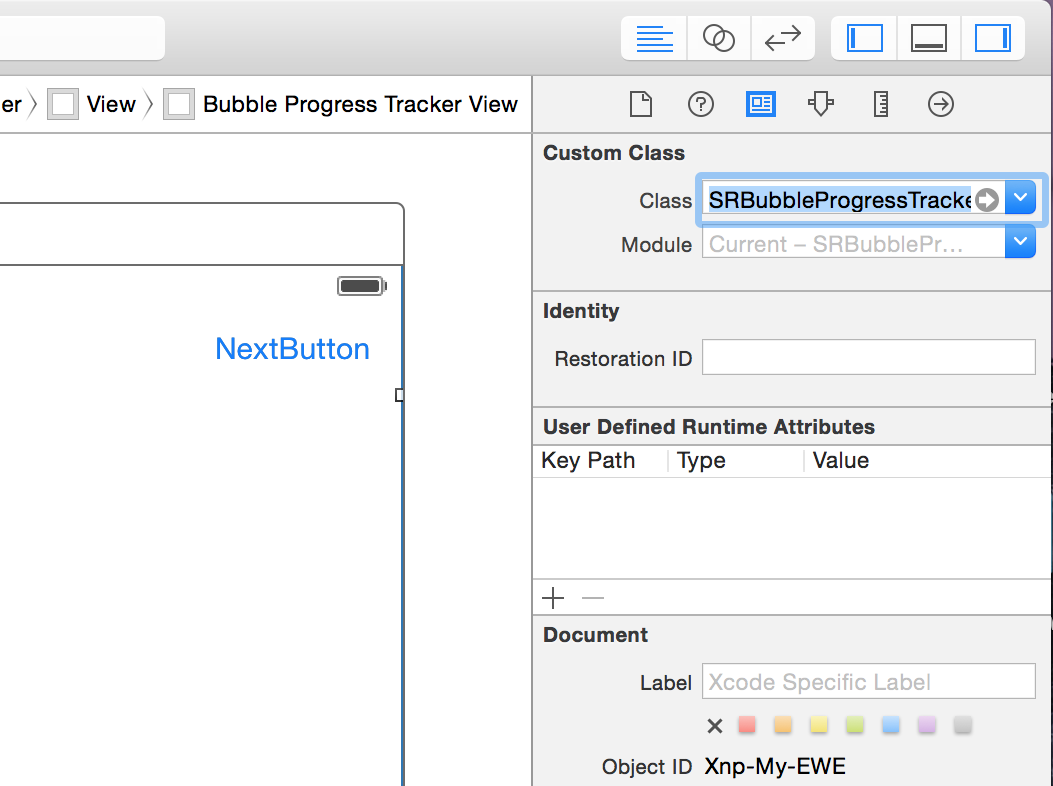 er View Bubble Progress Tracker View
Custom Class
Class SRBubbleProgressTracke
Module Current – SRBubblePr...
NextButton
Identity
Restoration ID
User Defined Runtime Attributes
Key Path Type Value
Document
Label Xcode Specific Label
Object ID Xnp-My-EWE